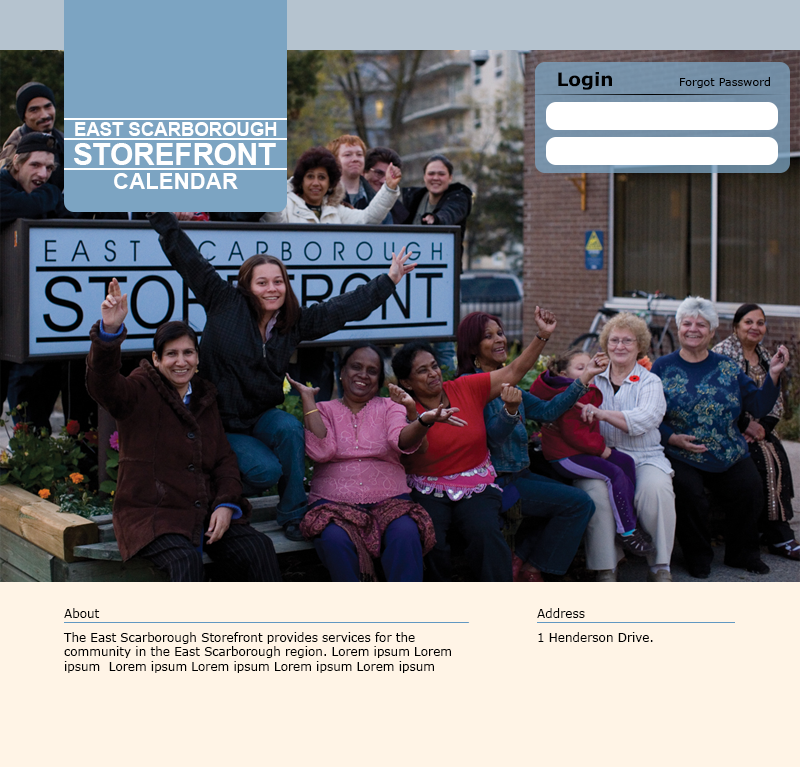 EAST SCARBOROUGH
STOREFRONT
CALENDAR
Login
Forgot Password
EAST SCARBOROUGH
STOREFRONT
About
The East Scarborough Storefront provides services for the
community in the East Scarborough region. Lorem ipsum Lorem
ipsum  Lorem ipsum Lorem ipsum Lorem ipsum Lorem ipsum
Address
1 Henderson Drive.